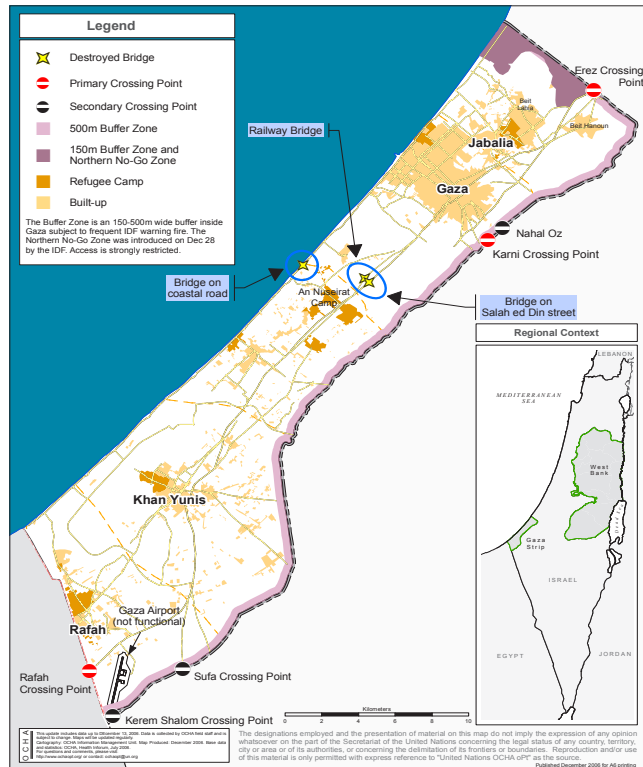 Legend
Destroyed Bridge
Primary Crossing Point
Secondary Crossing Point
500m Buffer Zone
150m Buffer Zone and
Northern No-Go Zone
Refugee Camp
Built-up
The Buffer Zone is an 150-500m wide buffer inside
Gaza subject to frequent IDF warning fire. The
Northern No-Go Zone was introduced on Dec 28
by the IDF. Access is strongly restricted.
Erez Crossing
Point
Beit
Lahia
Beit Hanoun
Jabalia
Railway Bridge
Gaza
Nahal Oz
Karni Crossing Point
Bridge on
coastal road
An Nuseirat
Camp
Bridge on
Salah ed Din street
Khan Yunis
Gaza Airport
(not functional)
Rafah
Rafah
Crossing Point
Sufa Crossing Point
Kerem Shalom Crossing Point
Regional Context
LEBANON
MEDITERRANEAN
SEA
West
Bank
Gaza
Strip
ISRAEL
EGYPT
JORDAN
Kilometers
0 2 4 6 8 10
OCHA
The designations employed and the presentation of material on this map do not imply the expression of any opinion
whatsoever on the part of the Secretariat of the United Nations concerning the legal status of any country, territory,
city or area or of its authorities, or concerning the delimitation of its frontiers or boundaries. Reproduction and/or use
of this material is only permitted with express reference to "United Nations OCHA oPt" as the source.
Published December 2006 for A6 printing